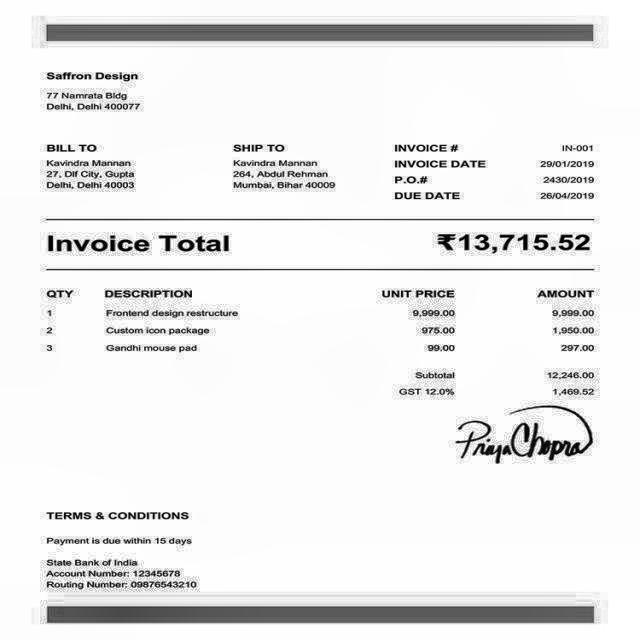 Saffron Design
77 Namrata Bldg
Delhi, Delhi 400077
BILL TO
Kavindra Mannan
27, Dlf City, Gupta
Delhi, Delhi 40003
SHIP TO
Kavindra Mannan
264, Abdul Rehman
Mumbai, Bihar 40009
INVOICE # IN-001
INVOICE DATE 29/01/2019
P.O.# 2430/2019
DUE DATE 26/04/2019
Invoice Total ₹13,715.52
QTY DESCRIPTION UNIT PRICE AMOUNT
1 Frontend design restructure 9,999.00 9,999.00
2 Custom icon package 975.00 1,950.00
3 Gandhi mouse pad 99.00 297.00
Subtotal 12,246.00
GST 12.0% 1,469.52
Priya Chopra
TERMS & CONDITIONS
Payment is due within 15 days
State Bank of India
Account Number: 12345678
Routing Number: 09876543210